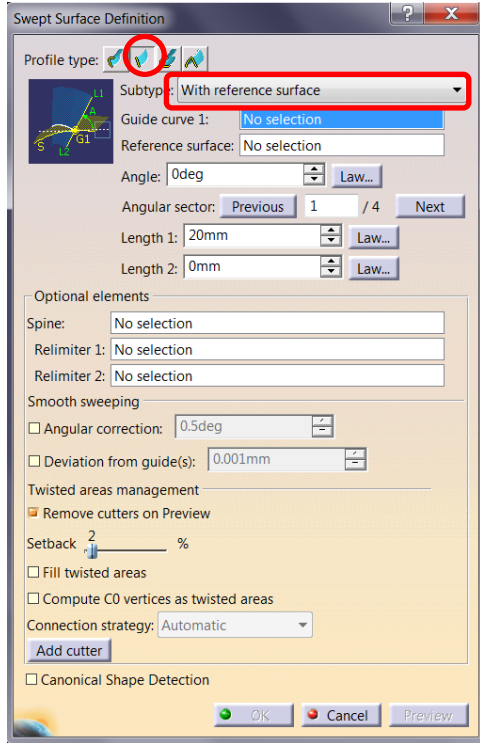 Swept Surface Definition
Profile type:
Subtype: With reference surface
Guide curve 1: No selection
Reference surface: No selection
Angle: 0deg Law...
Angular sector: Previous 1 / 4 Next
Length 1: 20mm Law...
Length 2: 0mm Law...
Optional elements
Spine: No selection
Relimiter 1: No selection
Relimiter 2: No selection
Smooth sweeping
Angular correction: 0.5deg
Deviation from guide(s): 0.001mm
Twisted areas management
Remove cutters on Preview
Setback 2 %
Fill twisted areas
Compute C0 vertices as twisted areas
Connection strategy: Automatic
Add cutter
Canonical Shape Detection
OK Cancel Preview
L1
A
G1
S L2